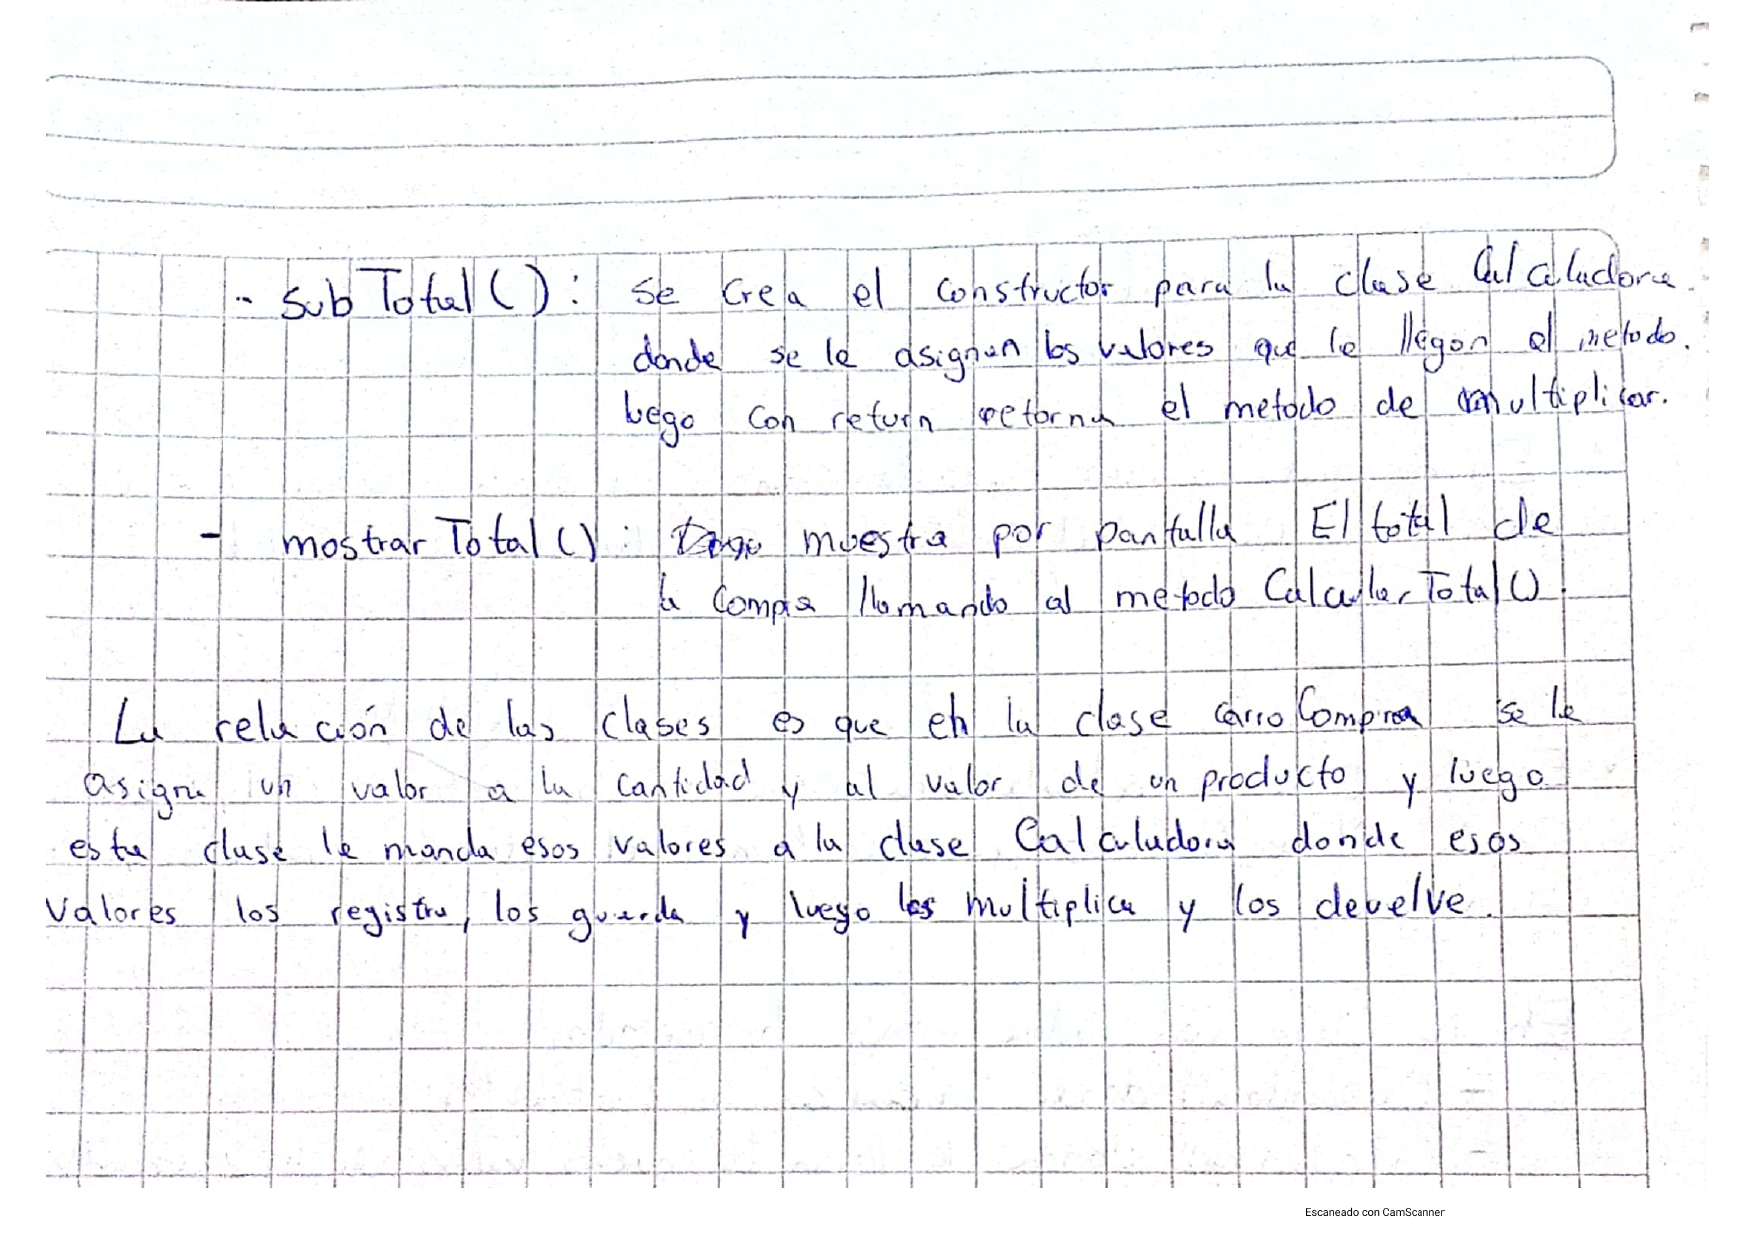 - subTotal(): se crea el constructor para la clase Calculadora.
donde se le asignan los valores que le llegan el metodo.
luego con return retorna el metodo de multiplicar.
- mostrarTotal(): muestra por pantalla El total de
la Compra llamando al metodo CalcularTotal().
La relación de las clases es que en la clase carroCompra se le
asigna un valor a la cantidad y al valor de un producto y luego
esta clase le manda esos valores a la clase Calculadora donde esos
valores los registra, los guarda y luego los multiplica y los develve.
Escaneado con CamScanner